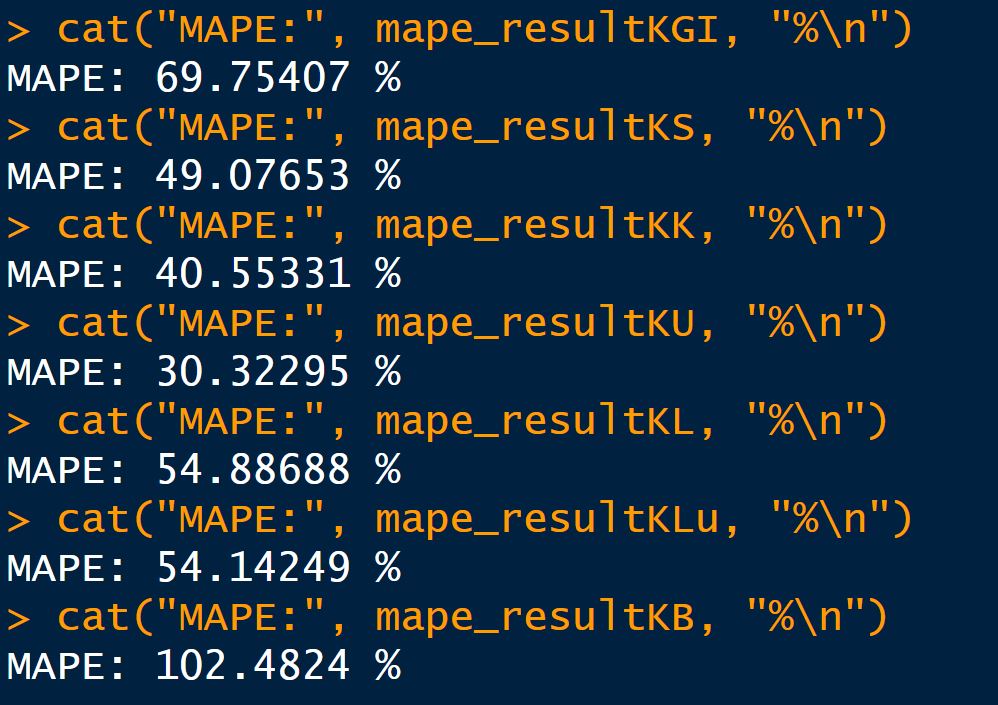 > cat("MAPE:", mape_resultKGI, "%\n")
MAPE: 69.75407 %
> cat("MAPE:", mape_resultKS, "%\n")
MAPE: 49.07653 %
> cat("MAPE:", mape_resultKK, "%\n")
MAPE: 40.55331 %
> cat("MAPE:", mape_resultKU, "%\n")
MAPE: 30.32295 %
> cat("MAPE:", mape_resultKL, "%\n")
MAPE: 54.88688 %
> cat("MAPE:", mape_resultKLu, "%\n")
MAPE: 54.14249 %
> cat("MAPE:", mape_resultKB, "%\n")
MAPE: 102.4824 %